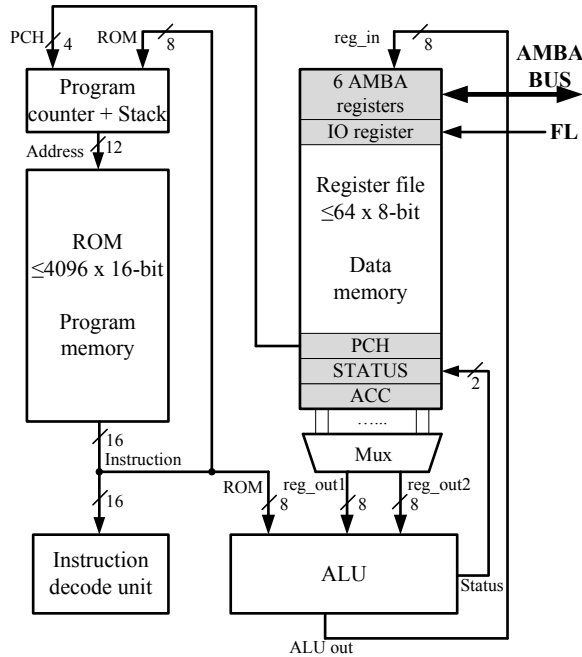 PCH
4
ROM
8
reg_in
8
AMBA
BUS
Program
counter + Stack
6 AMBA
registers
IO register
FL
Address
12
ROM
≤4096 x 16-bit
Program
memory
Register file
≤64 x 8-bit
Data
memory
PCH
STATUS
ACC
2
…...
Mux
16
Instruction
16
ROM
8
reg_out1
8
reg_out2
8
Instruction
decode unit
ALU
Status
ALU out